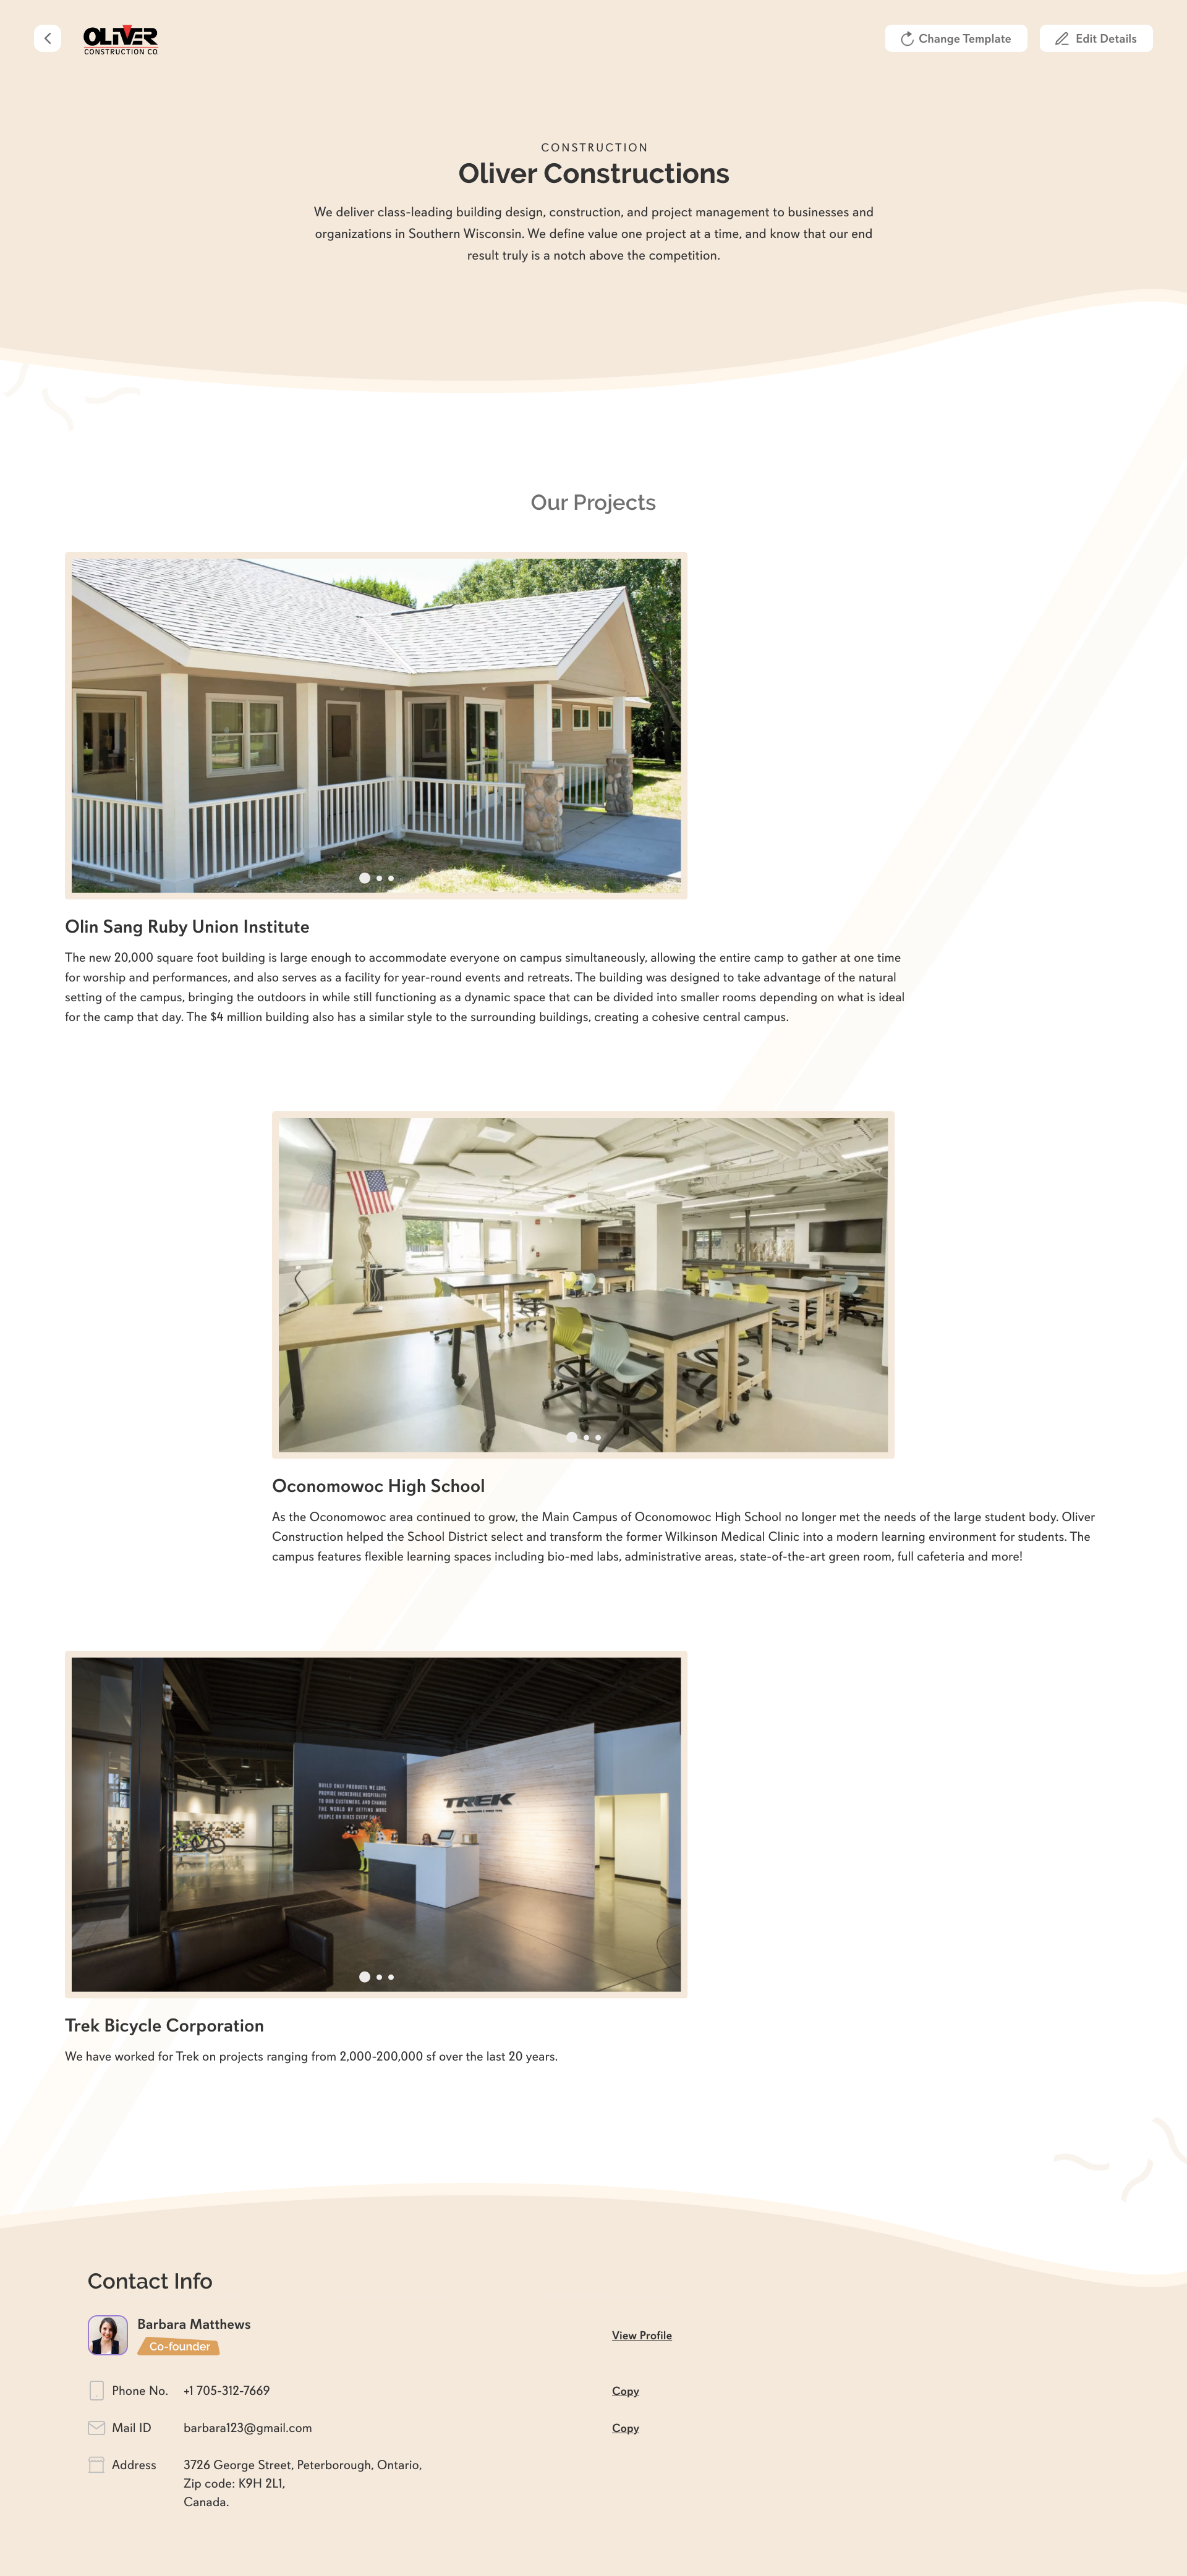 OLIVER
CONSTRUCTION CO.
Change Template
Edit Details
CONSTRUCTION
Oliver Constructions
We deliver class-leading building design, construction, and project management to businesses and
organizations in Southern Wisconsin. We define value one project at a time, and know that our end
result truly is a notch above the competition.
Our Projects
Olin Sang Ruby Union Institute
The new 20,000 square foot building is large enough to accommodate everyone on campus simultaneously, allowing the entire camp to gather at one time
for worship and performances, and also serves as a facility for year-round events and retreats. The building was designed to take advantage of the natural
setting of the campus, bringing the outdoors in while still functioning as a dynamic space that can be divided into smaller rooms depending on what is ideal
for the camp that day. The $4 million building also has a similar style to the surrounding buildings, creating a cohesive central campus.
Oconomowoc High School
As the Oconomowoc area continued to grow, the Main Campus of Oconomowoc High School no longer met the needs of the large student body. Oliver
Construction helped the School District select and transform the former Wilkinson Medical Clinic into a modern learning environment for students. The
campus features flexible learning spaces including bio-med labs, administrative areas, state-of-the-art green room, full cafeteria and more!
BUILD ONLY PRODUCTS WE LOVE,
PROVIDE INCREDIBLE HOSPITALITY
TO OUR CUSTOMERS, AND CHANGE
THE WORLD BY GETTING MORE
PEOPLE ON BIKES EVERY DAY.
TREK
Trek Bicycle Corporation
We have worked for Trek on projects ranging from 2,000-200,000 sf over the last 20 years.
Contact Info
Barbara Matthews
Co-founder
View Profile
Phone No. +1 705-312-7669 Copy
Mail ID barbara123@gmail.com Copy
Address 3726 George Street, Peterborough, Ontario,
Zip code: K9H 2L1,
Canada.